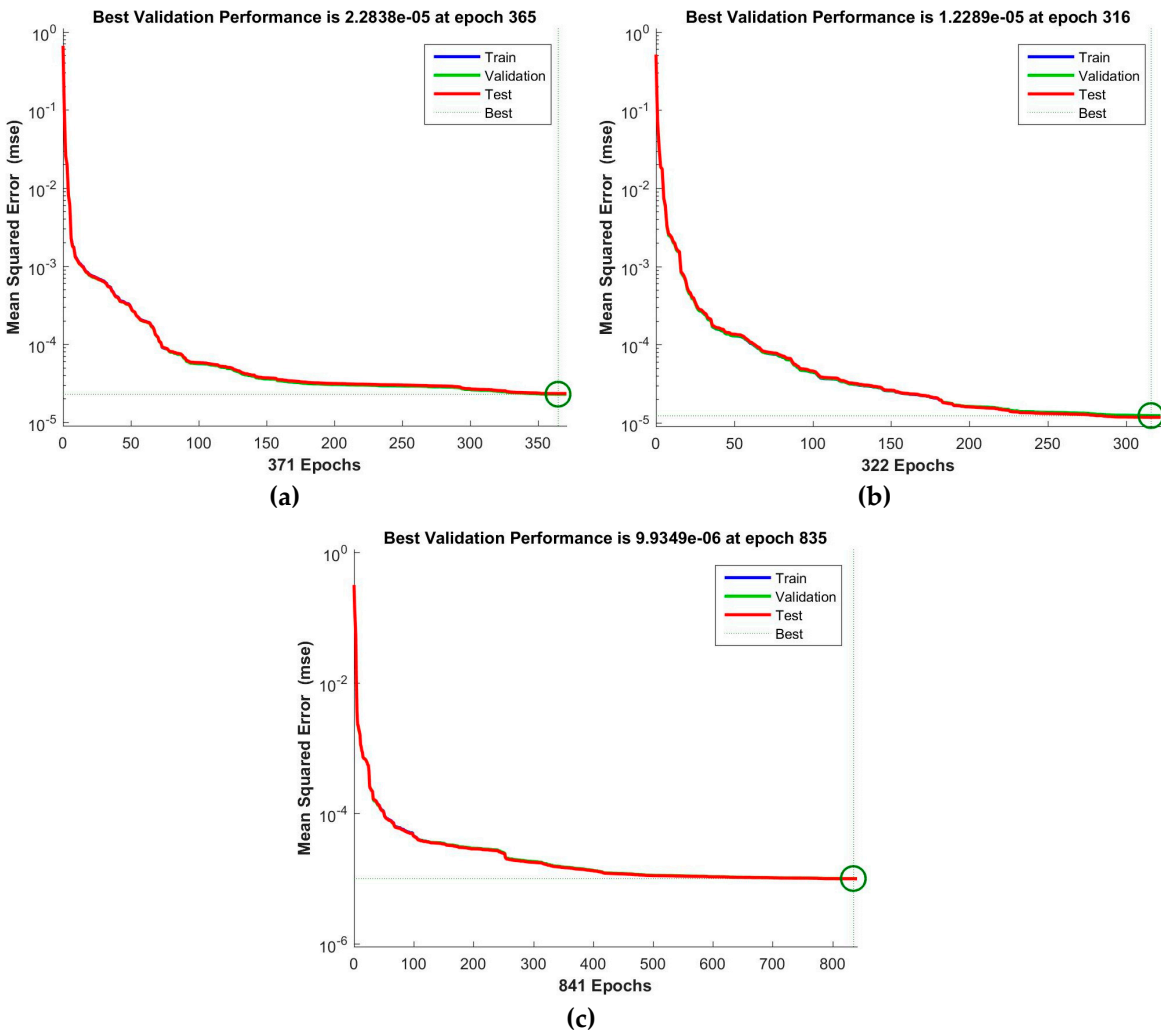 Best Validation Performance is 2.2838e-05 at epoch 365
Mean Squared Error (mse)
10^0
10^-1
10^-2
10^-3
10^-4
10^-5
Train
Validation
Test
Best
0 50 100 150 200 250 300 350
371 Epochs
(a)
Best Validation Performance is 1.2289e-05 at epoch 316
Mean Squared Error (mse)
10^0
10^-1
10^-2
10^-3
10^-4
10^-5
Train
Validation
Test
Best
0 50 100 150 200 250 300
322 Epochs
(b)
Best Validation Performance is 9.9349e-06 at epoch 835
Mean Squared Error (mse)
10^0
10^-2
10^-4
10^-6
Train
Validation
Test
Best
0 100 200 300 400 500 600 700 800
841 Epochs
(c)